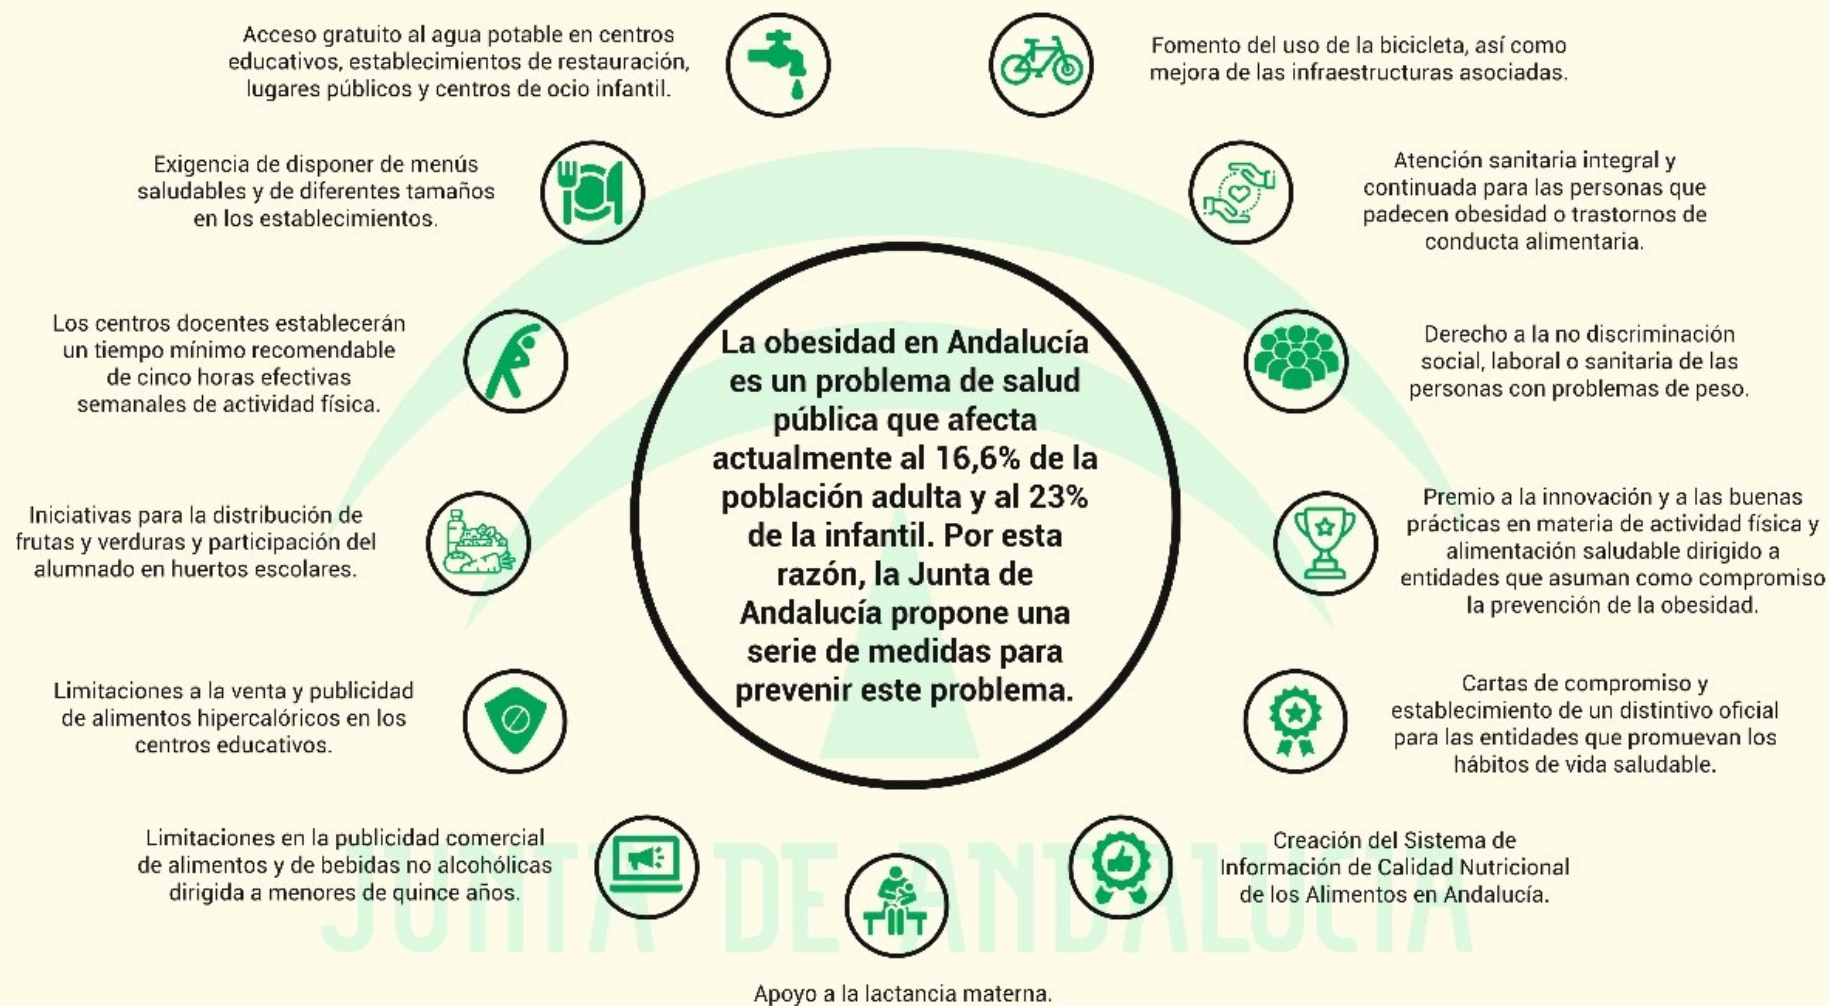 Acceso gratuito al agua potable en centros
educativos, establecimientos de restauración,
lugares públicos y centros de ocio infantil.
Fomento del uso de la bicicleta, así como
mejora de las infraestructuras asociadas.
Exigencia de disponer de menús
saludables y de diferentes tamaños
en los establecimientos.
Atención sanitaria integral y
continuada para las personas que
padecen obesidad o trastornos de
conducta alimentaria.
Los centros docentes establecerán
un tiempo mínimo recomendable
de cinco horas efectivas
semanales de actividad física.
Derecho a la no discriminación
social, laboral o sanitaria de las
personas con problemas de peso.
La obesidad en Andalucía
es un problema de salud
pública que afecta
actualmente al 16,6% de la
población adulta y al 23%
de la infantil. Por esta
razón, la Junta de
Andalucía propone una
serie de medidas para
prevenir este problema.
Iniciativas para la distribución de
frutas y verduras y participación del
alumnado en huertos escolares.
Premio a la innovación y a las buenas
prácticas en materia de actividad física y
alimentación saludable dirigido a
entidades que asuman como compromiso
la prevención de la obesidad.
Limitaciones a la venta y publicidad
de alimentos hipercalóricos en los
centros educativos.
Cartas de compromiso y
establecimiento de un distintivo oficial
para las entidades que promuevan los
hábitos de vida saludable.
Limitaciones en la publicidad comercial
de alimentos y de bebidas no alcohólicas
dirigida a menores de quince años.
Creación del Sistema de
Información de Calidad Nutricional
de los Alimentos en Andalucía.
Apoyo a la lactancia materna.
JUNTA DE ANDALUCIA